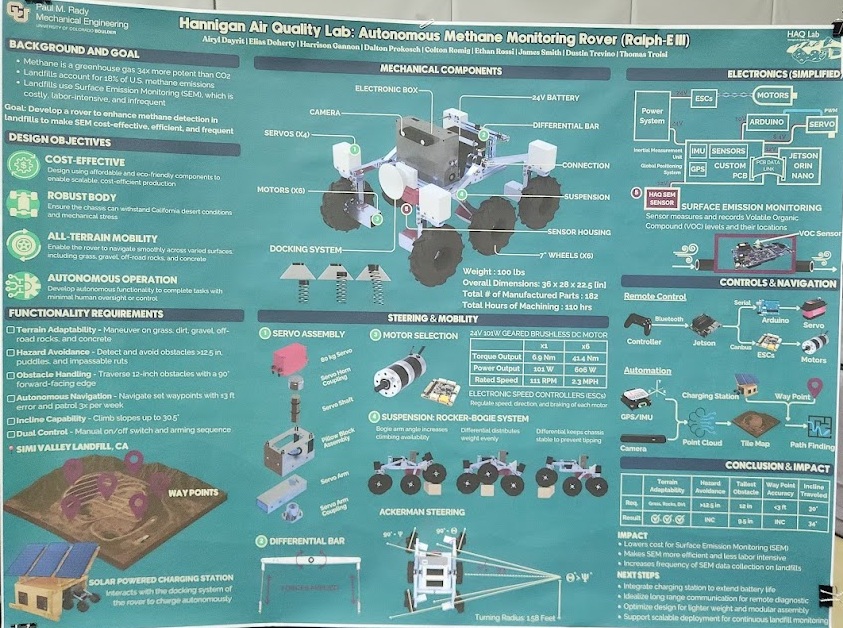 Paul M. Rady
Mechanical Engineering
UNIVERSITY OF COLORADO BOULDER
Hannigan Air Quality Lab: Autonomous Methane Monitoring Rover (Ralph-E III)
Airyl Dayrit | Elias Doherty | Harrison Gannon | Dalton Prokosch | Colton Romig | Ethan Rossi | James Smith | Dustin Trevino | Thomas Troisi
HAQ Lab
BACKGROUND AND GOAL
• Methane is a greenhouse gas 34x more potent than CO2
• Landfills account for 18% of U.S. methane emissions
• Landfills use Surface Emission Monitoring (SEM), which is
costly, labor-intensive, and infrequent
Goal: Develop a rover to enhance methane detection in
landfills to make SEM cost-effective, efficient, and frequent
DESIGN OBJECTIVES
COST-EFFECTIVE
Design using affordable and eco-friendly components to
enable scalable, cost-efficient production
ROBUST BODY
Ensure the chassis can withstand California desert conditions
and mechanical stress
ALL-TERRAIN MOBILITY
Enable the rover to navigate smoothly across varied surfaces
including grass, gravel, off-road rocks, and concrete
AUTONOMOUS OPERATION
Develop autonomous functionality to complete tasks with
minimal human oversight or control
FUNCTIONALITY REQUIREMENTS
Terrain Adaptability - Maneuver on grass, dirt, gravel, off-
road rocks, and concrete
Hazard Avoidance - Detect and avoid obstacles >12.5 in,
puddles, and impassable ruts
Obstacle Handling - Traverse 12-inch obstacles with a 90°
forward-facing edge
Autonomous Navigation - Navigate set waypoints with ±3 ft
error and patrol 3x per week
Incline Capability - Climb slopes up to 30.5°
Dual Control - Manual on/off switch and arming sequence
SIMI VALLEY LANDFILL, CA
WAY POINTS
SOLAR POWERED CHARGING STATION
Interacts with the docking system of
the rover to charge autonomously
MECHANICAL COMPONENTS
ELECTRONIC BOX
CAMERA
SERVOS (X4)
MOTORS (X6)
DOCKING SYSTEM
24V BATTERY
DIFFERENTIAL BAR
CONNECTION
SUSPENSION
SENSOR HOUSING
7" WHEELS (X6)
Weight : 100 lbs
Overall Dimensions: 36 x 28 x 22.5 [in]
Total # of Manufactured Parts : 182
Total Hours of Machining : 110 hrs
STEERING & MOBILITY
1 SERVO ASSEMBLY
Servo
Servo Horn
Coupling
Servo Shaft
Pillow Block
Assembly
Servo Arm
Servo Arm
Coupling
DIFFERENTIAL BAR
MOTOR SELECTION
24V 101W GEARED BRUSHLESS DC MOTOR
x1 x6
Torque Output 6.9 Nm 41.4 Nm
Power Output 101 W 606 W
Rated Speed 111 RPM 2.3 MPH
ELECTRONIC SPEED CONTROLLERS (ESCs)
Regulate speed, direction, and braking of each motor
4 SUSPENSION: ROCKER-BOGIE SYSTEM
Bogie arm angle increases
climbing availability
Differential distributes
weight evenly
Differential keeps chassis
stable to prevent tipping
ACKERMAN STEERING
Turning Radius: 1.58 Feet
ELECTRONICS (SIMPLIFIED)
Power
System
ESCs
MOTORS
ARDUINO
PWM
SERVO
Inertial Measurement
Unit
Global Positioning
System
IMU
SENSORS
GPS
CUSTOM
PCB
PCB DATA
LINK
JETSON
ORIN
NANO
HAQ SEM
SENSOR
SURFACE EMISSION MONITORING
Sensor measures and records Volatile Organic
Compound (VOC) levels and their locations
VOC Sensor
CONTROLS & NAVIGATION
Remote Control
Controller
Bluetooth
Jetson
Serial
Arduino
Servo
Canbus
ESCs
Motors
Automation
GPS/IMU
Camera
Point Cloud
Charging Station
Tile Map
Way Point
Path Finding
CONCLUSION & IMPACT
Terrain Adaptability Hazard Avoidance Tallest Obstacle Way Point Accuracy Incline Traveled
Req. Grass, Rocks, Dirt >12.5 in 12 in <3 ft 30°
Result INC 9.5 in INC 34°
IMPACT
• Lowers cost for Surface Emission Monitoring (SEM)
• Makes SEM more efficient and less labor intensive
• Increases frequency of SEM data collection on landfills
NEXT STEPS
• Integrate charging station to extend battery life
• Idealize long range communication for remote diagnostic
• Optimize design for lighter weight and modular assembly
• Support scalable deployment for continuous landfill monitoring